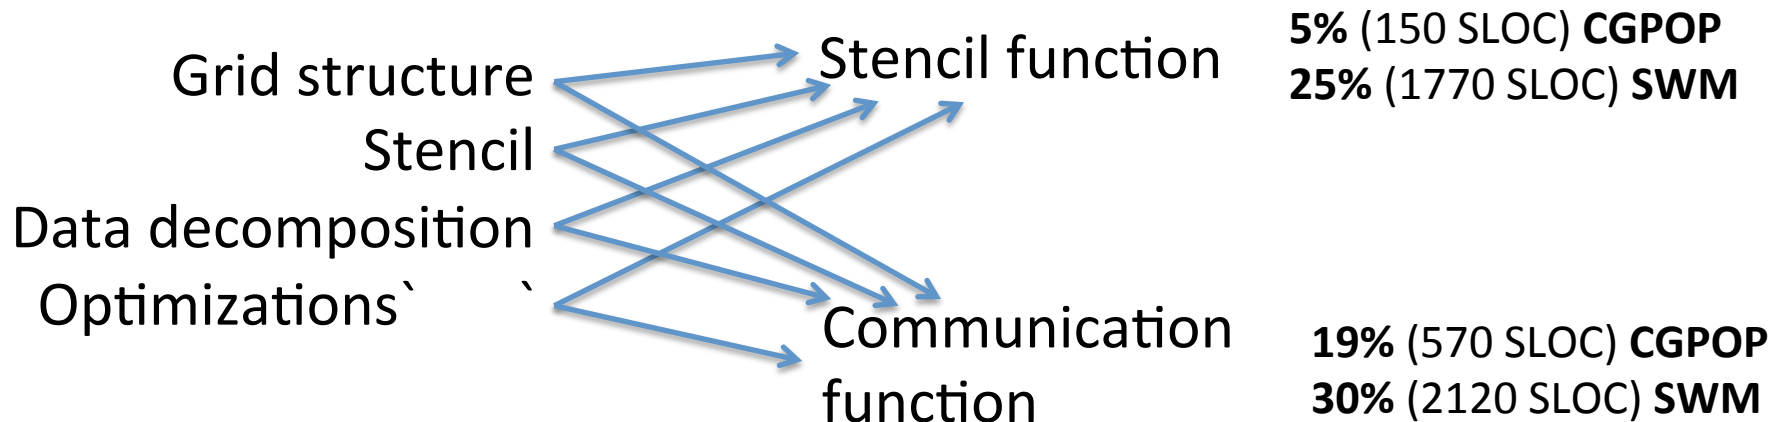 Grid structure
Stencil
Data decomposition
Optimizations`     `
Stencil function
Communication
function
5% (150 SLOC) CGPOP
25% (1770 SLOC) SWM
19% (570 SLOC) CGPOP
30% (2120 SLOC) SWM